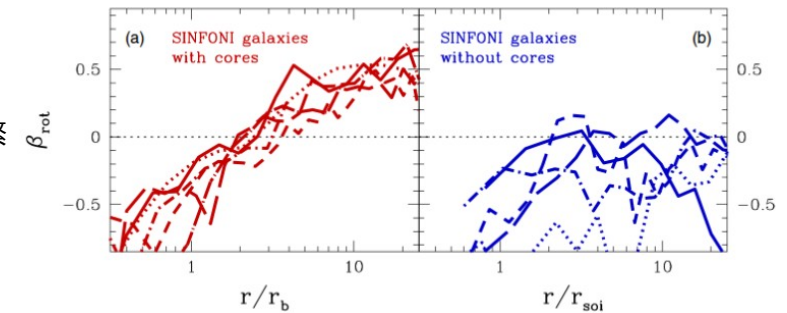 (a) SINFONI galaxies
with cores
SINFONI galaxies (b)
without cores
0.5
0
−0.5
β_rot
0.5
0
−0.5
1 10
1 10
r/r_b
r/r_soi